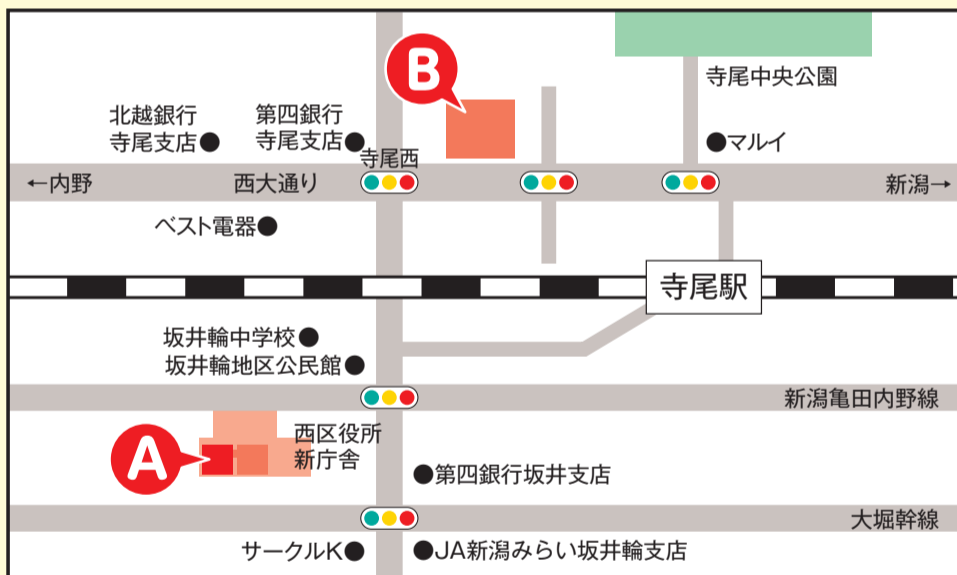 B
寺尾中央公園
北越銀行
寺尾支店
第四銀行
寺尾支店
マルイ
寺尾西
←内野
西大通り
新潟→
ベスト電器
寺尾駅
坂井輪中学校
坂井輪地区公民館
新潟亀田内野線
A
西区役所
新庁舎
第四銀行坂井支店
大堀幹線
サークルK
JA新潟みらい坂井輪支店